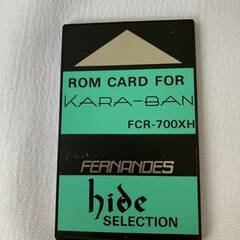 ROM CARD FOR
KARA-BAN
FCR-700XH
FERNANDES
hide
SELECTION